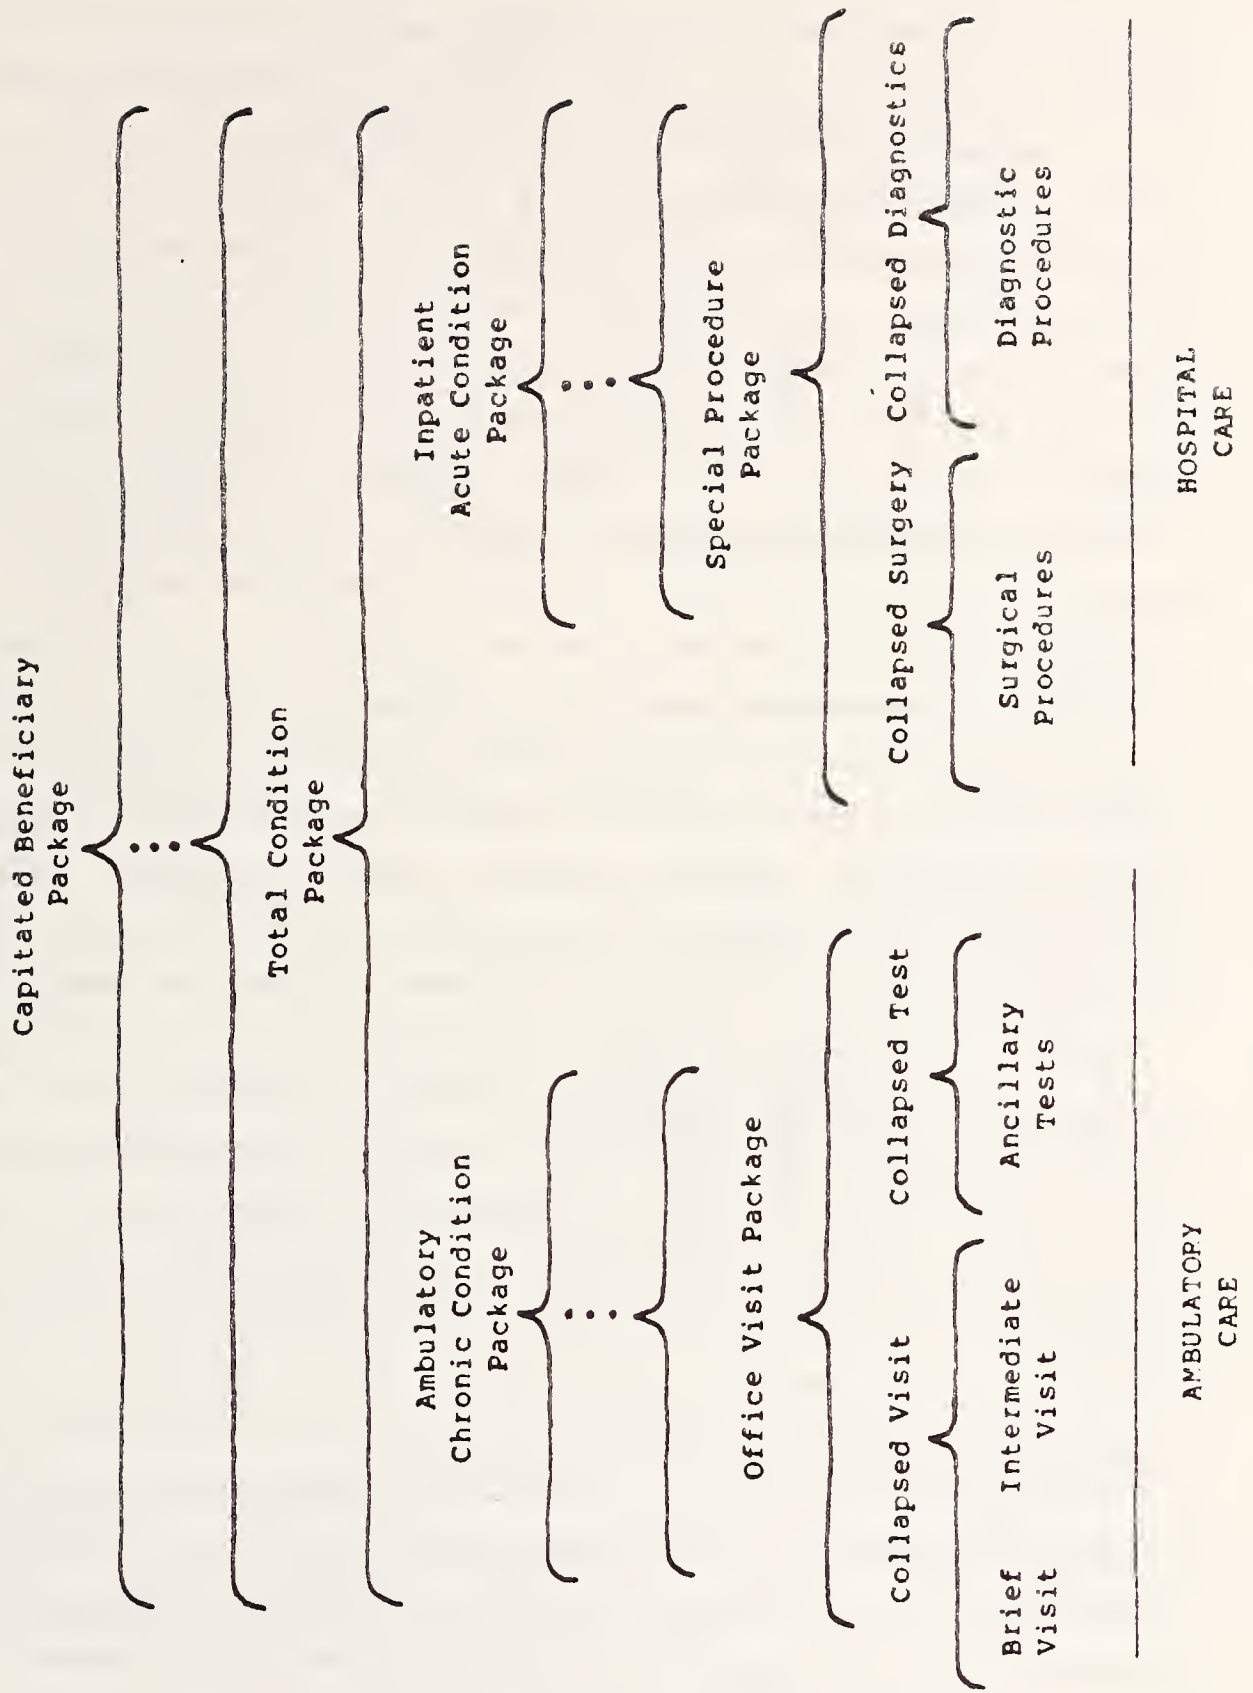 Capitated Beneficiary
Package
Total Condition
Package
Ambulatory
Chronic Condition
Package
Inpatient
Acute Condition
Package
Office Visit Package
Special Procedure
Package
Collapsed Visit
Collapsed Test
Collapsed Surgery
Collapsed Diagnostics
Brief
Visit
Intermediate
Visit
Ancillary
Tests
Surgical
Procedures
Diagnostic
Procedures
AMBULATORY
CARE
HOSPITAL
CARE